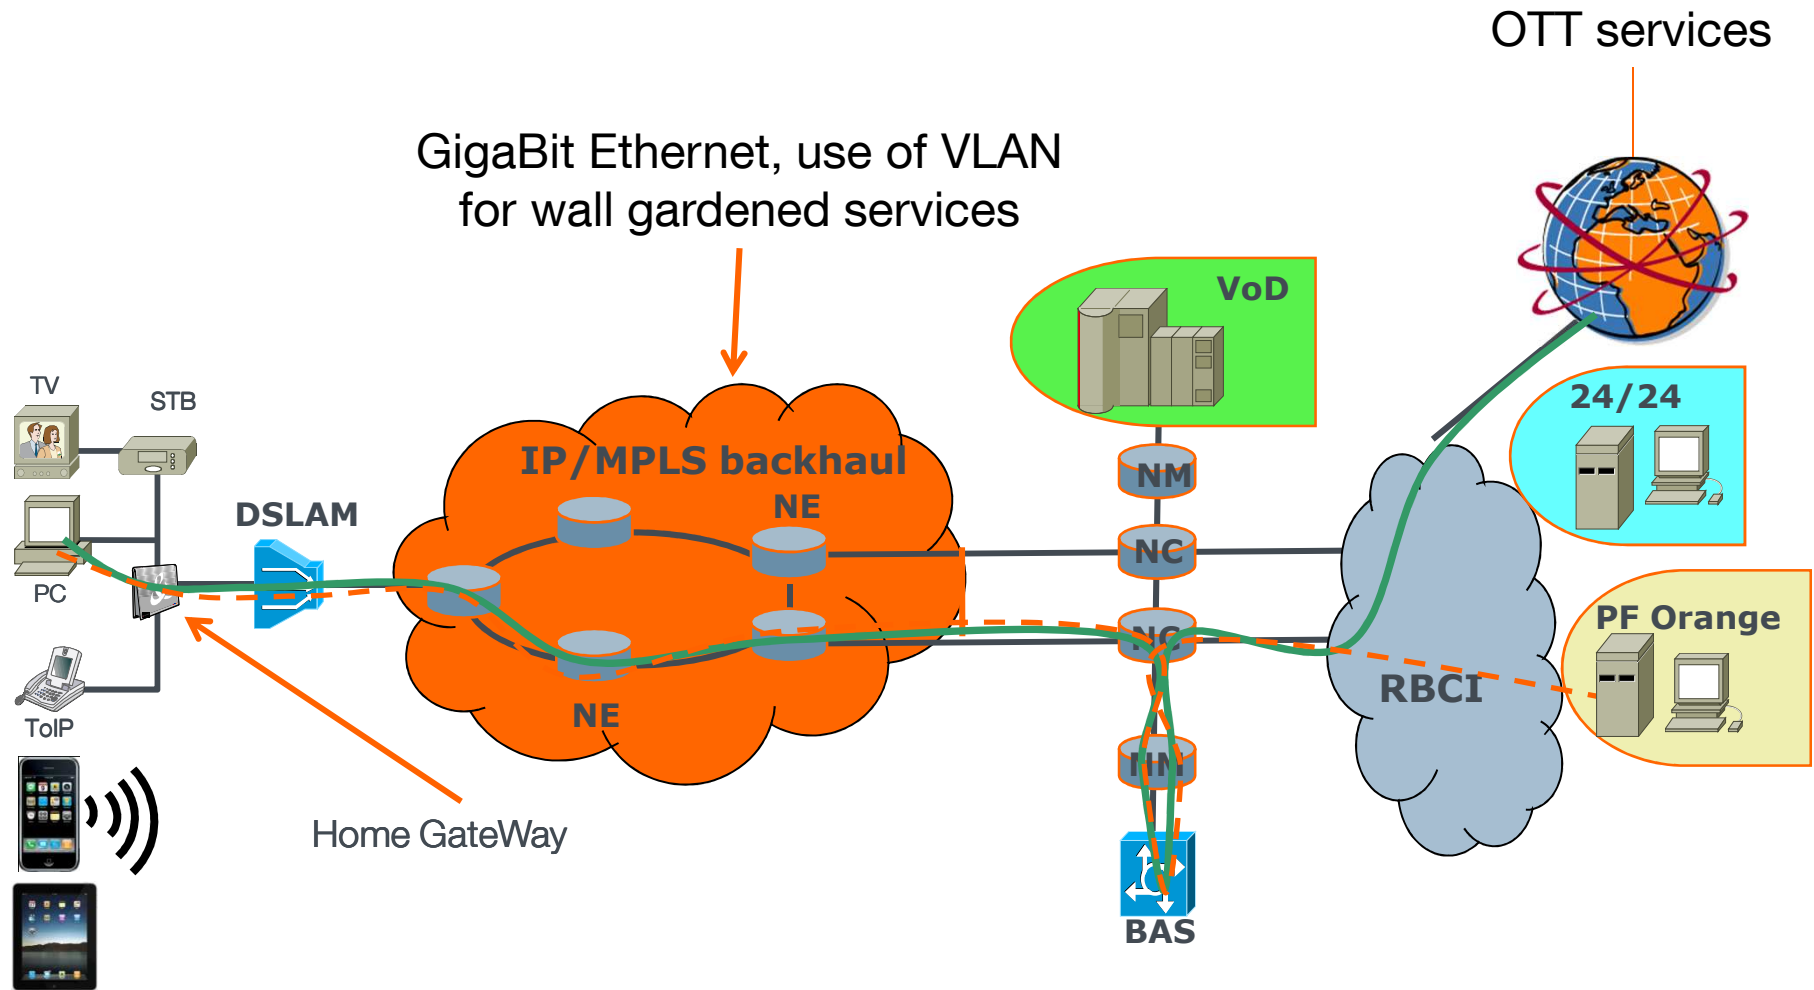 OTT services
GigaBit Ethernet, use of VLAN
for wall gardened services
VoD
TV
STB
24/24
IP/MPLS backhaul
NM
NE
DSLAM
NC
PC
PF Orange
NC
RBCI
NE
ToIP
NM
Home GateWay
BAS